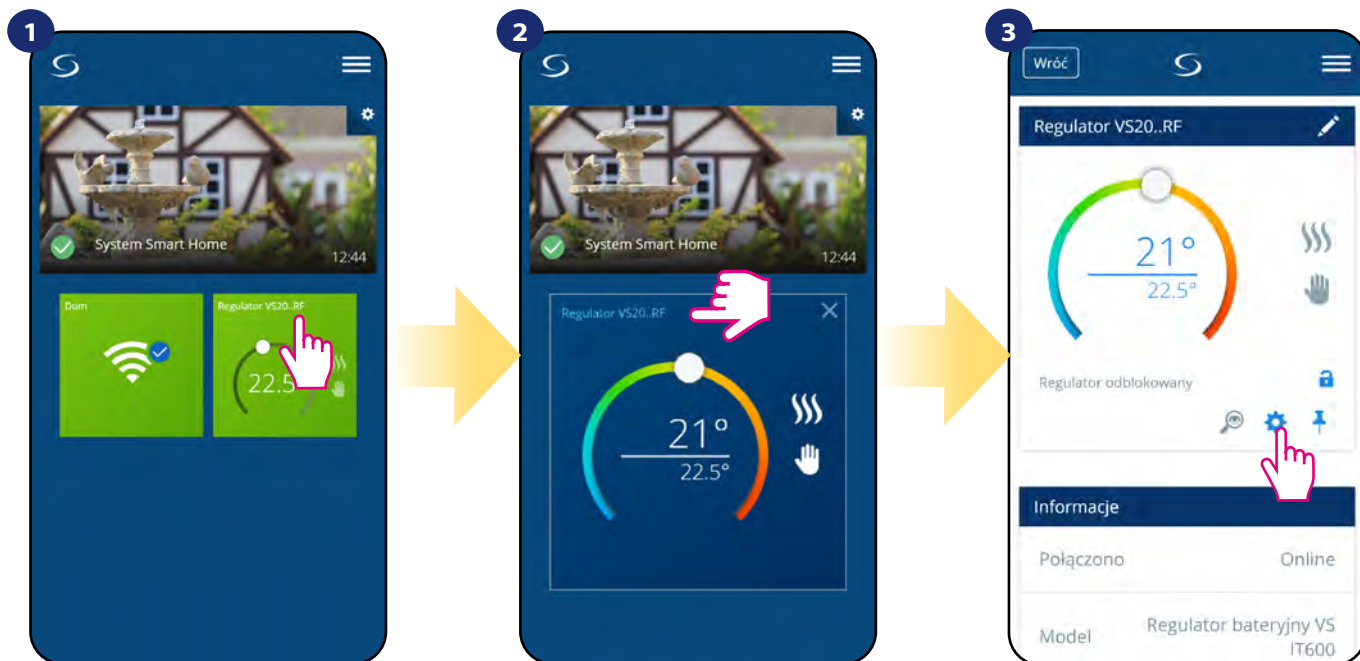 1
System Smart Home
12:44
Dom
Regulator VS20..RF
22.5
2
System Smart Home
12:44
Regulator VS20..RF
21°
22.5°
3
Wróć
Regulator VS20..RF
21°
22.5°
Regulator odblokowany
Informacje
Połączono Online
Model Regulator bateryjny VS
IT600